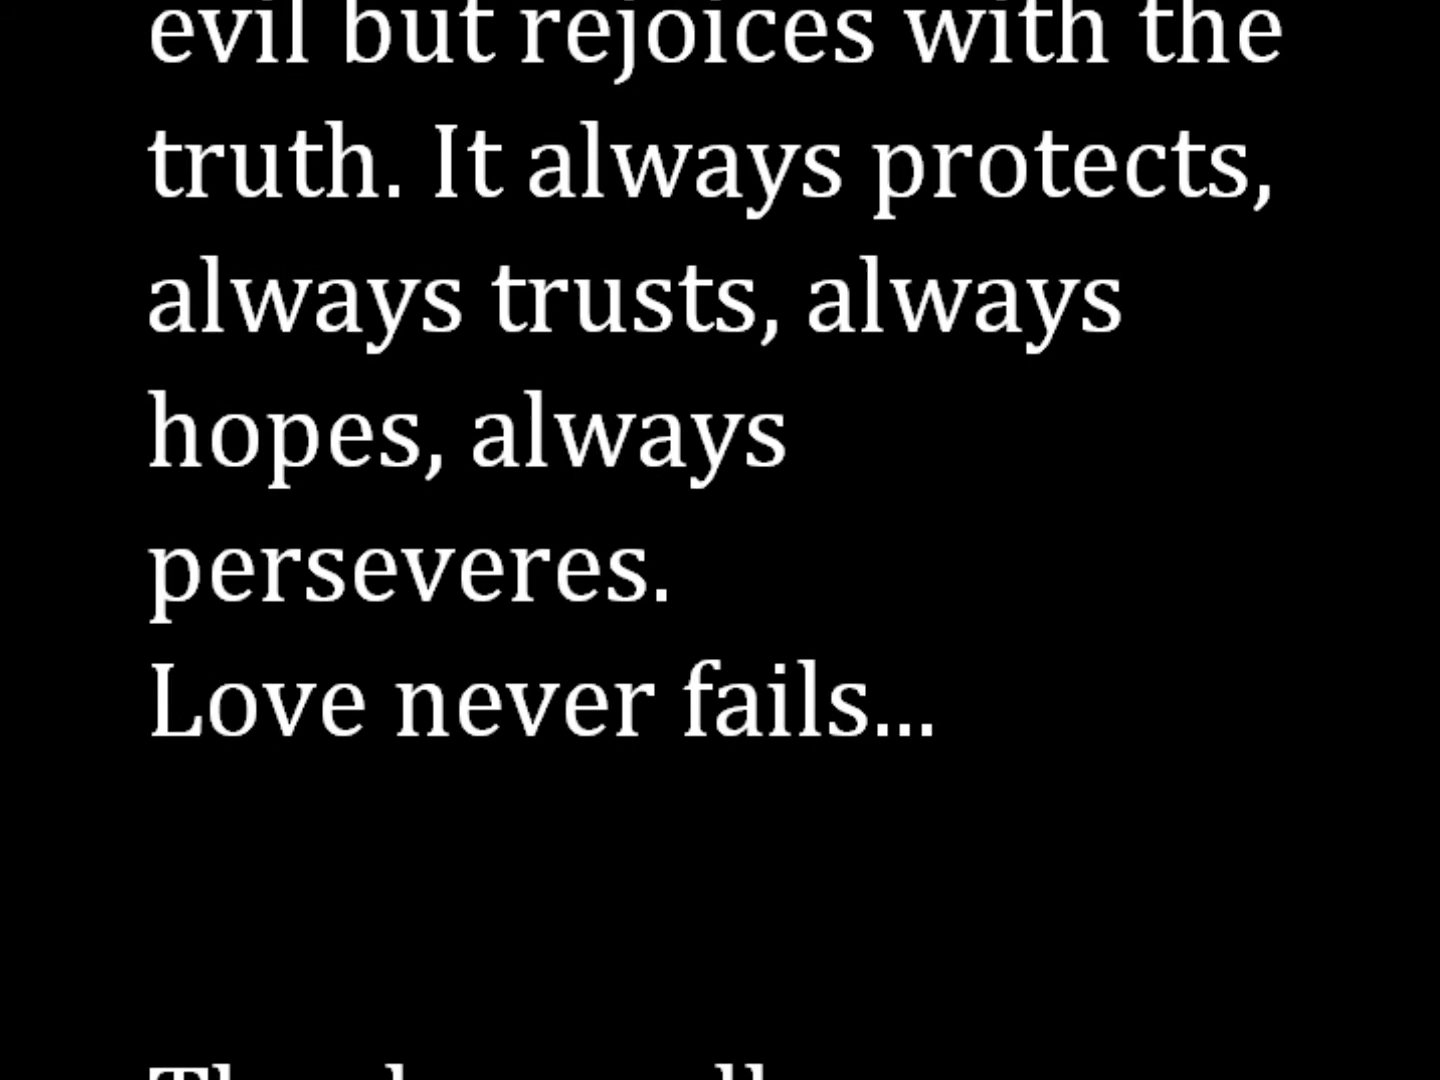 evil but rejoices with the
truth. It always protects,
always trusts, always
hopes, always
perseveres.
Love never fails...